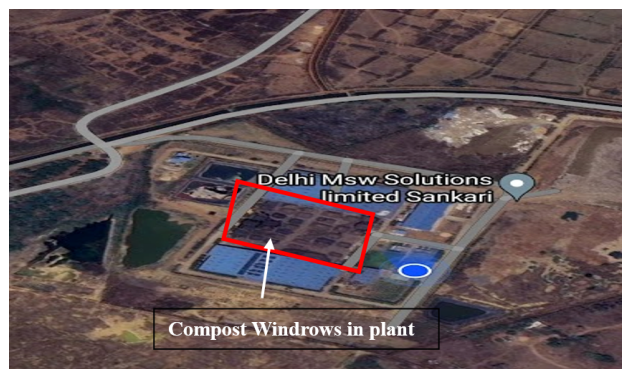 Delhi Msw Solutions
limited Sankari
Compost Windrows in plant